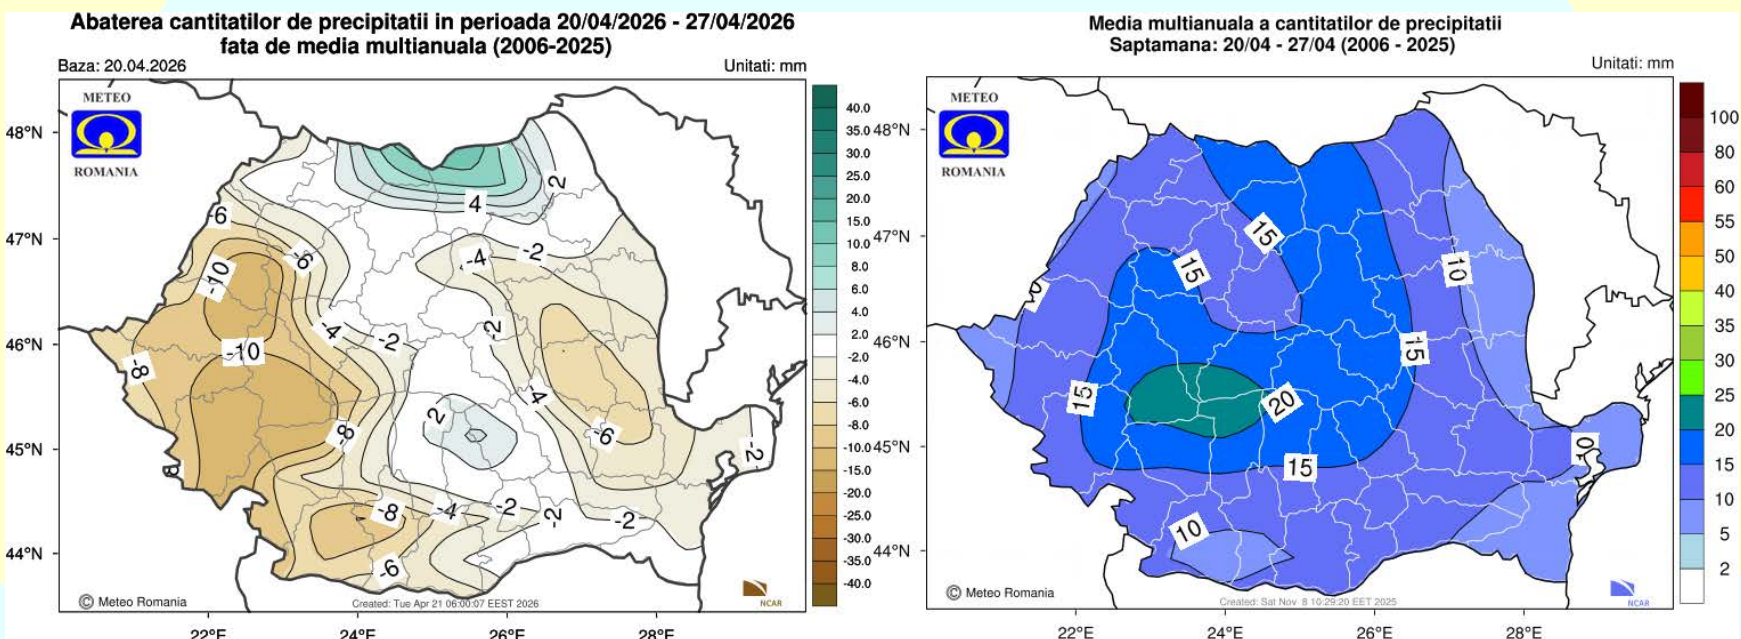 Abaterea cantitatilor de precipitatii in perioada 20/04/2026 - 27/04/2026
fata de media multianuala (2006-2025)
Baza: 20.04.2026
Unitati: mm
METEO
ROMANIA
48°N
47°N
46°N
45°N
44°N
22°E
24°E
26°E
28°E
-6
-10
-6
4
2
-4
-2
-10
-4
-2
-2
-8
2
-4
-8
-6
-2
-8
-4
-2
-2
-2
-6
40.0
35.0
30.0
25.0
20.0
15.0
10.0
8.0
6.0
4.0
2.0
-2.0
-4.0
-6.0
-8.0
-10.0
-15.0
-20.0
-25.0
-30.0
-35.0
-40.0
© Meteo Romania
Created: Tue Apr 21 06:00:07 EEST 2026
NCAR
Media multianuala a cantitatilor de precipitatii
Saptamana: 20/04 - 27/04 (2006 - 2025)
Unitati: mm
METEO
ROMANIA
48°N
47°N
46°N
45°N
44°N
22°E
24°E
26°E
28°E
15
15
10
0
15
15
20
15
0
10
100
80
60
55
50
40
35
30
25
20
15
10
5
2
© Meteo Romania
Created: Sat Nov 8 10:29:20 EET 2025
NCAR